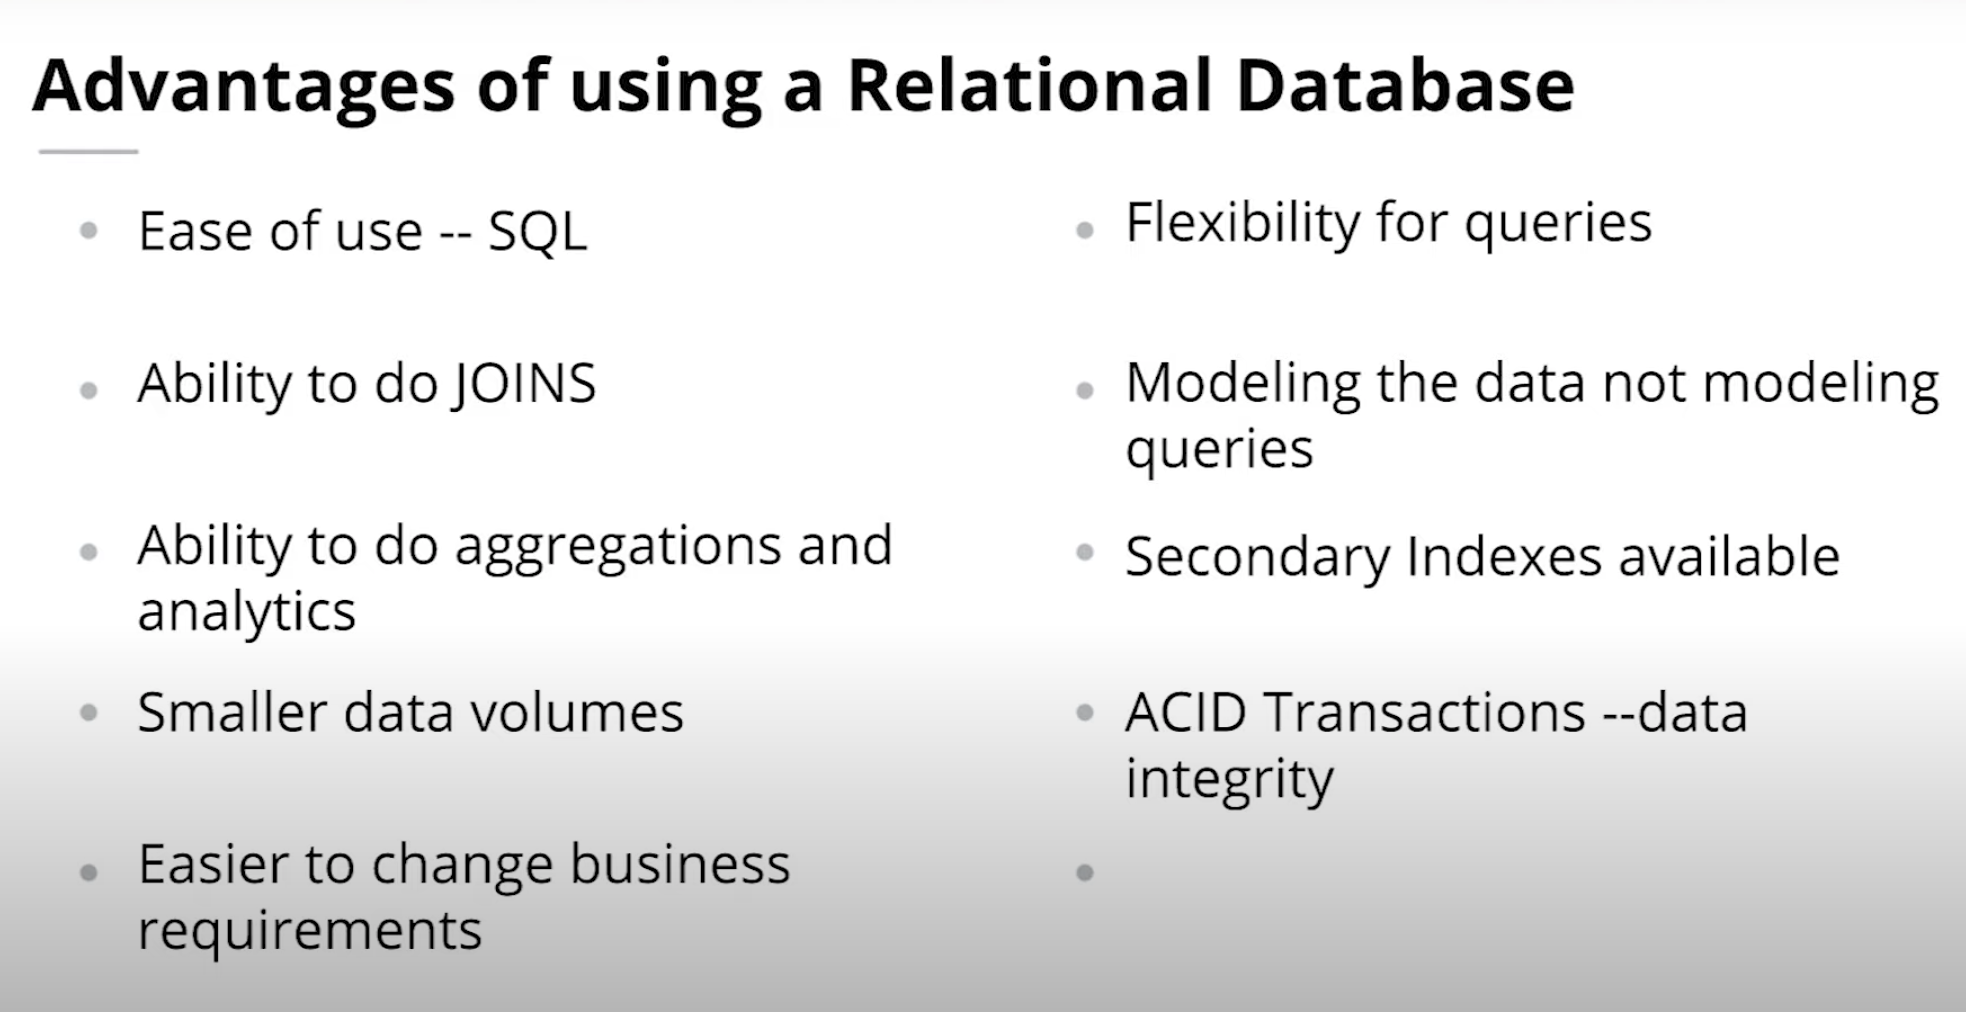 Advantages of using a Relational Database
Ease of use -- SQL
Ability to do JOINS
Ability to do aggregations and
analytics
Smaller data volumes
Easier to change business
requirements
Flexibility for queries
Modeling the data not modeling
queries
Secondary Indexes available
ACID Transactions --data
integrity